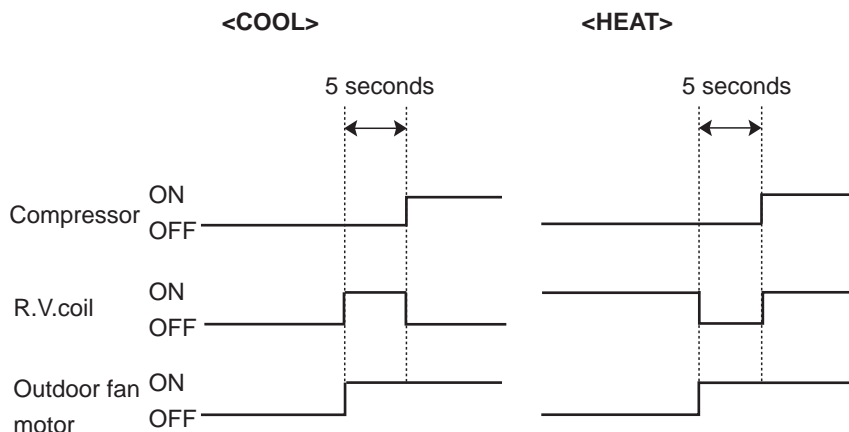 <COOL> <HEAT>
5 seconds 5 seconds
ON
Compressor
OFF
ON
R.V.coil
OFF
ON
Outdoor fan
motor
OFF